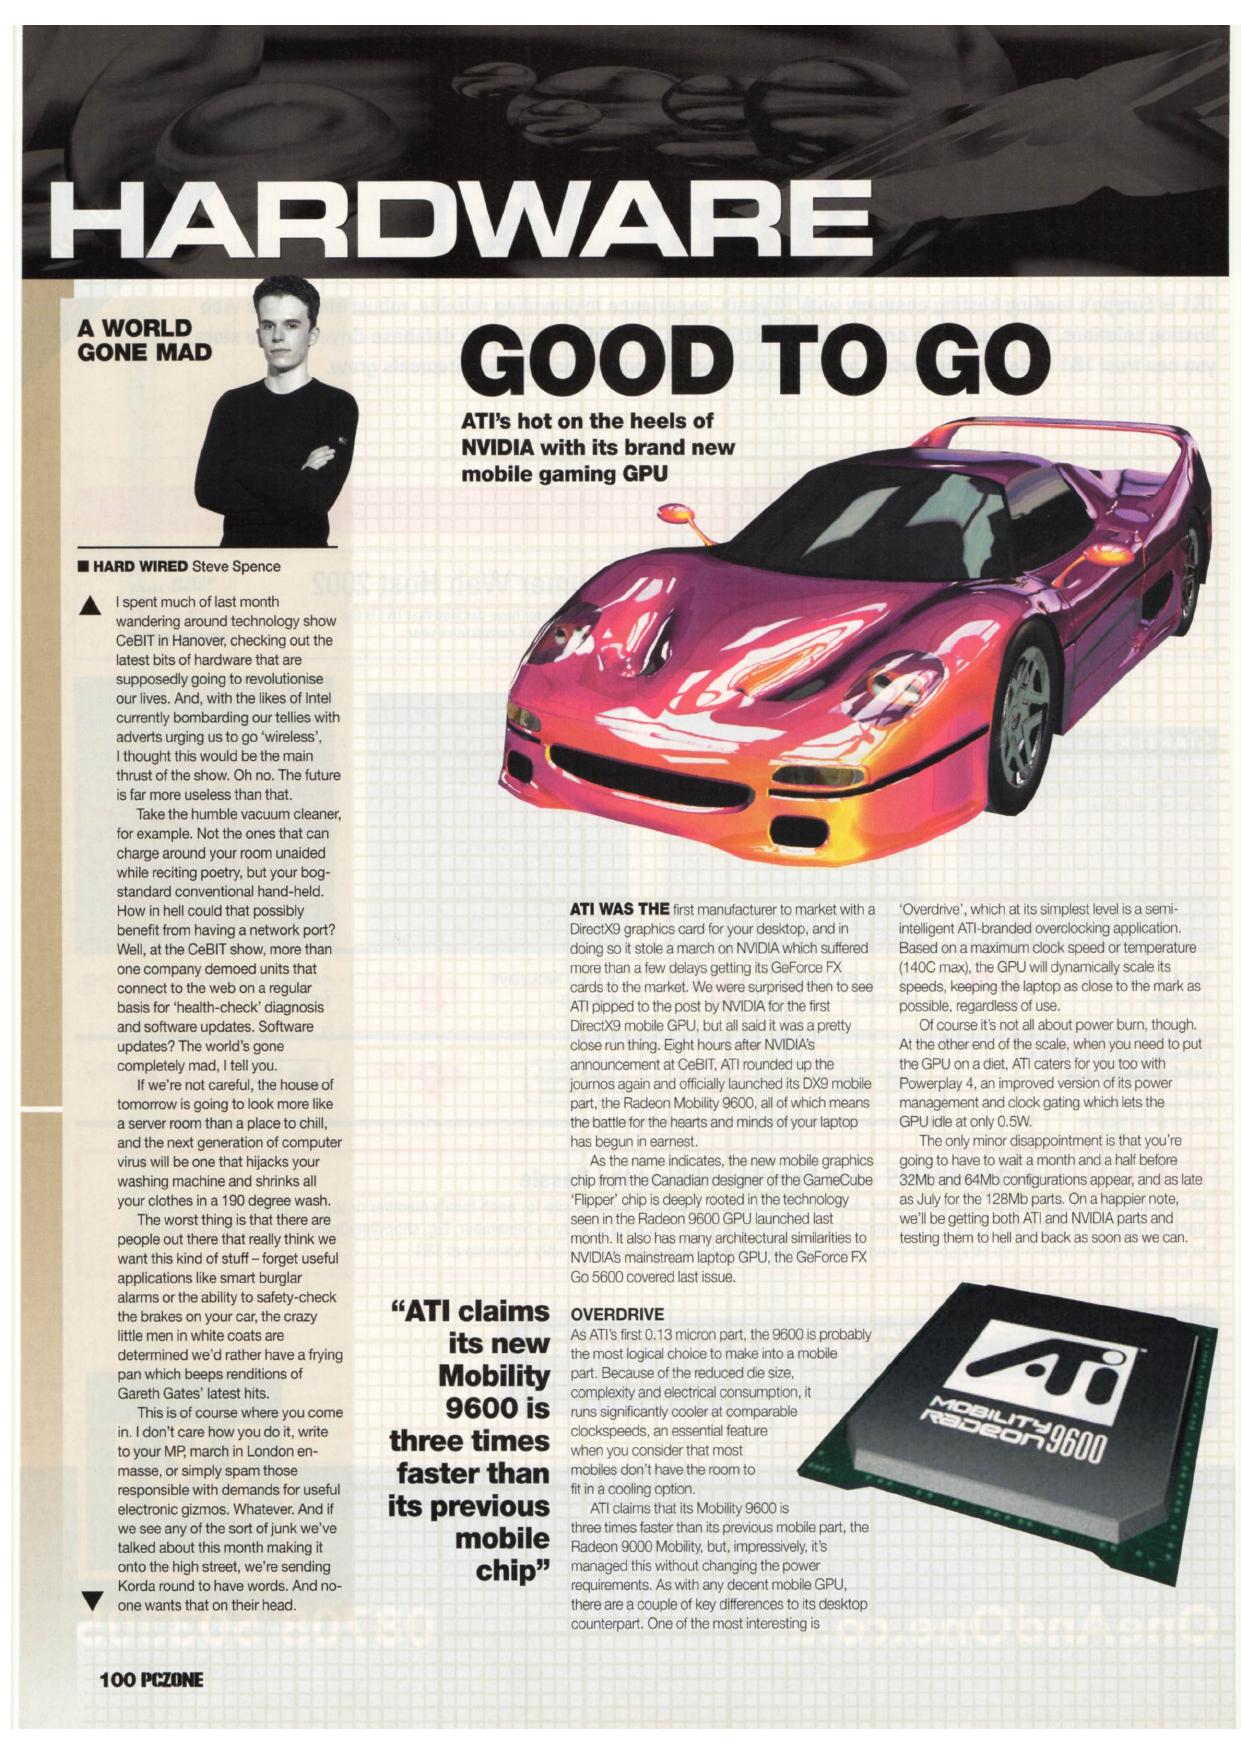 HARDWARE
A WORLD
GONE MAD
■ HARD WIRED Steve Spence
▲ I spent much of last month
wandering around technology show
CeBIT in Hanover, checking out the
latest bits of hardware that are
supposedly going to revolutionise
our lives. And, with the likes of Intel
currently bombarding our tellies with
adverts urging us to go 'wireless',
I thought this would be the main
thrust of the show. Oh no. The future
is far more useless than that.
Take the humble vacuum cleaner,
for example. Not the ones that can
charge around your room unaided
while reciting poetry, but your bog-
standard conventional hand-held.
How in hell could that possibly
benefit from having a network port?
Well, at the CeBIT show, more than
one company demoed units that
connect to the web on a regular
basis for 'health-check' diagnosis
and software updates. Software
updates? The world's gone
completely mad, I tell you.
If we're not careful, the house of
tomorrow is going to look more like
a server room than a place to chill,
and the next generation of computer
virus will be one that hijacks your
washing machine and shrinks all
your clothes in a 190 degree wash.
The worst thing is that there are
people out there that really think we
want this kind of stuff – forget useful
applications like smart burglar
alarms or the ability to safety-check
the brakes on your car, the crazy
little men in white coats are
determined we'd rather have a frying
pan which beeps renditions of
Gareth Gates' latest hits.
This is of course where you come
in. I don't care how you do it, write
to your MP, march in London en-
masse, or simply spam those
responsible with demands for useful
electronic gizmos. Whatever. And if
we see any of the sort of junk we've
talked about this month making it
onto the high street, we're sending
Korda round to have words. And no-
▼ one wants that on their head.
GOOD TO GO
ATI's hot on the heels of
NVIDIA with its brand new
mobile gaming GPU
ATI WAS THE first manufacturer to market with a
DirectX9 graphics card for your desktop, and in
doing so it stole a march on NVIDIA which suffered
more than a few delays getting its GeForce FX
cards to the market. We were surprised then to see
ATI pipped to the post by NVIDIA for the first
DirectX9 mobile GPU, but all said it was a pretty
close run thing. Eight hours after NVIDIA's
announcement at CeBIT, ATI rounded up the
journos again and officially launched its DX9 mobile
part, the Radeon Mobility 9600, all of which means
the battle for the hearts and minds of your laptop
has begun in earnest.
As the name indicates, the new mobile graphics
chip from the Canadian designer of the GameCube
'Flipper' chip is deeply rooted in the technology
seen in the Radeon 9600 GPU launched last
month. It also has many architectural similarities to
NVIDIA's mainstream laptop GPU, the GeForce FX
Go 5600 covered last issue.
OVERDRIVE
As ATI's first 0.13 micron part, the 9600 is probably
the most logical choice to make into a mobile
part. Because of the reduced die size,
complexity and electrical consumption, it
runs significantly cooler at comparable
clockspeeds, an essential feature
when you consider that most
mobiles don't have the room to
fit in a cooling option.
ATI claims that its Mobility 9600 is
three times faster than its previous mobile part, the
Radeon 9000 Mobility, but, impressively, it's
managed this without changing the power
requirements. As with any decent mobile GPU,
there are a couple of key differences to its desktop
counterpart. One of the most interesting is
'Overdrive', which at its simplest level is a semi-
intelligent ATI-branded overclocking application.
Based on a maximum clock speed or temperature
(140C max), the GPU will dynamically scale its
speeds, keeping the laptop as close to the mark as
possible, regardless of use.
Of course it's not all about power burn, though.
At the other end of the scale, when you need to put
the GPU on a diet, ATI caters for you too with
Powerplay 4, an improved version of its power
management and clock gating which lets the
GPU idle at only 0.5W.
The only minor disappointment is that you're
going to have to wait a month and a half before
32Mb and 64Mb configurations appear, and as late
as July for the 128Mb parts. On a happier note,
we'll be getting both ATI and NVIDIA parts and
testing them to hell and back as soon as we can.
"ATI claims
its new
Mobility
9600 is
three times
faster than
its previous
mobile
chip"
ATI™
MOBILITY
RADEON 9600
100 PCZONE